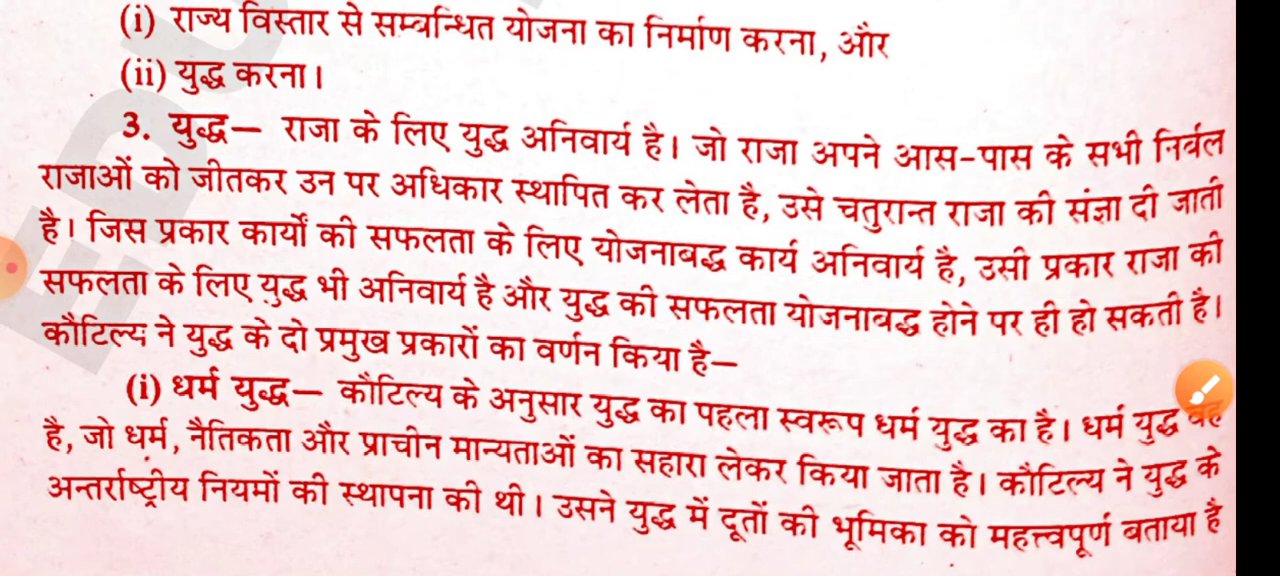 (i) राज्य विस्तार से सम्बन्धित योजना का निर्माण करना, और
(ii) युद्ध करना।
3. युद्ध— राजा के लिए युद्ध अनिवार्य है। जो राजा अपने आस-पास के सभी निर्बल
राजाओं को जीतकर उन पर अधिकार स्थापित कर लेता है, उसे चतुरान्त राजा की संज्ञा दी जाती
है। जिस प्रकार कार्यों की सफलता के लिए योजनाबद्ध कार्य अनिवार्य है, उसी प्रकार राजा की
सफलता के लिए युद्ध भी अनिवार्य है और युद्ध की सफलता योजनाबद्ध होने पर ही हो सकती है।
कौटिल्य ने युद्ध के दो प्रमुख प्रकारों का वर्णन किया है—
(i) धर्म युद्ध— कौटिल्य के अनुसार युद्ध का पहला स्वरूप धर्म युद्ध का है। धर्म युद्ध वह
है, जो धर्म, नैतिकता और प्राचीन मान्यताओं का सहारा लेकर किया जाता है। कौटिल्य ने युद्ध के
अन्तर्राष्ट्रीय नियमों की स्थापना की थी। उसने युद्ध में दूतों की भूमिका को महत्त्वपूर्ण बताया है